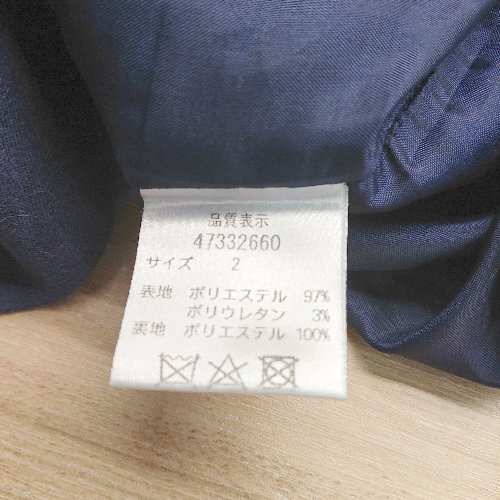 品質表示
47332660
サイズ 2
表地 ポリエステル 97%
ポリウレタン 3%
裏地 ポリエステル 100%